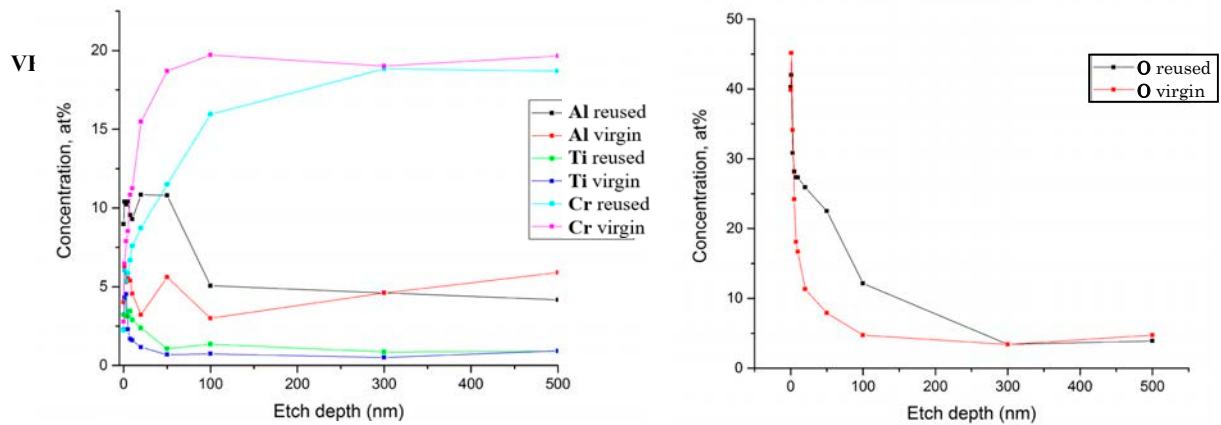 VI
20
15
10
5
0
0 100 200 300 400 500
Concentration, at%
Etch depth (nm)
Al reused
Al virgin
Ti reused
Ti virgin
Cr reused
Cr virgin
50
40
30
20
10
0
0 100 200 300 400 500
Concentration, at%
Etch depth (nm)
O reused
O virgin